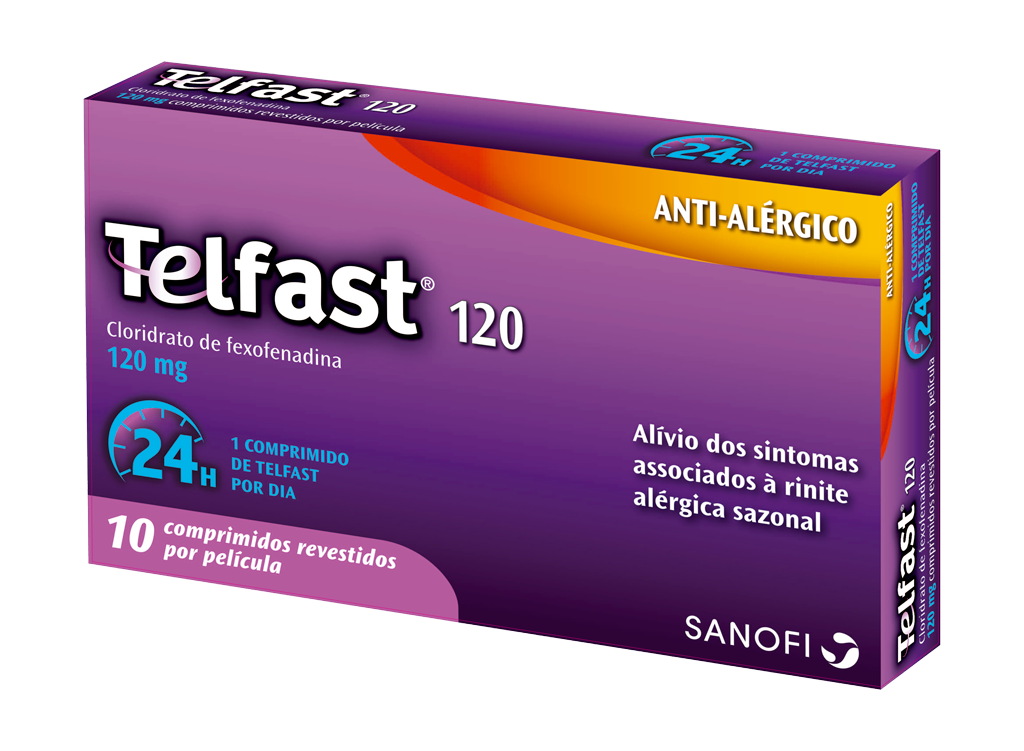 Telfast® 120
Cloridrato de fexofenadina
120 mg comprimidos revestidos por película
24H
1 COMPRIMIDO
DE TELFAST
POR DIA
ANTI-ALÉRGICO
Telfast® 120
Cloridrato de fexofenadina
120 mg
24H
1 COMPRIMIDO
DE TELFAST
POR DIA
Alívio dos sintomas
associados à rinite
alérgica sazonal
10 comprimidos revestidos
por película
SANOFI
ANTI-ALÉRGICO
24H
1 COMPRIMIDO
DE TELFAST
POR DIA
Telfast® 120
Cloridrato de fexofenadina
120 mg comprimidos revestidos por película